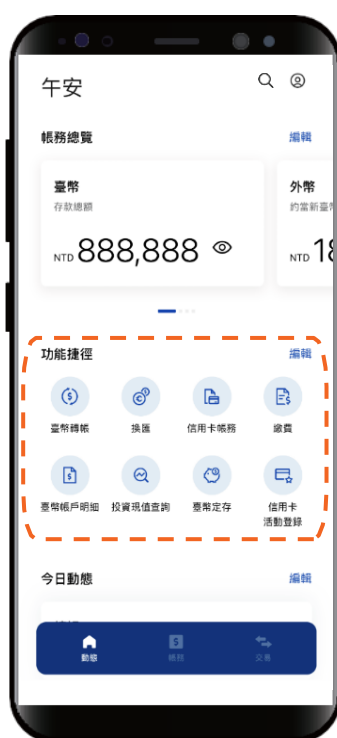 午安
帳務總覽 編輯
臺幣 外幣
存款總額 約當新臺
NTD 888,888 NTD 18
功能捷徑 編輯
臺幣轉帳 換匯 信用卡帳務 繳費
臺幣帳戶明細 投資現值查詢 臺幣定存 信用卡
活動登錄
今日動態 編輯
動態 帳務 交易